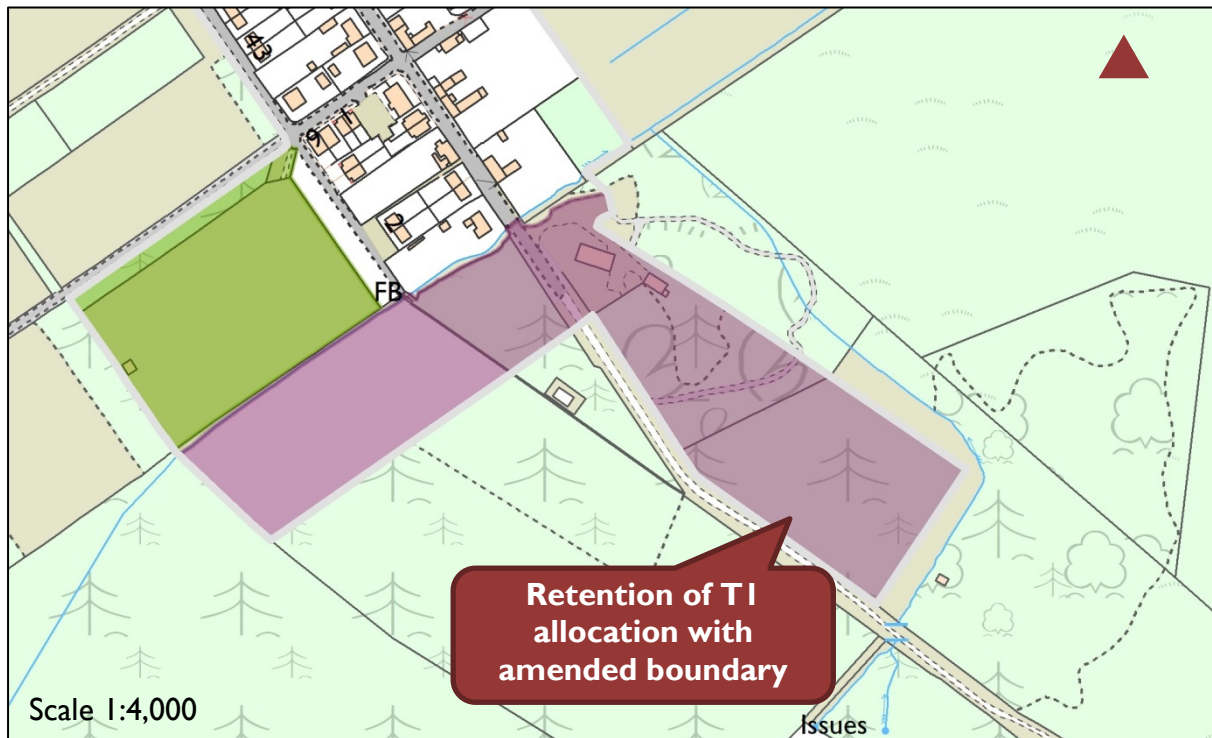 43
9
1
2
FB
Retention of T1
allocation with
amended boundary
Scale 1:4,000
Issues